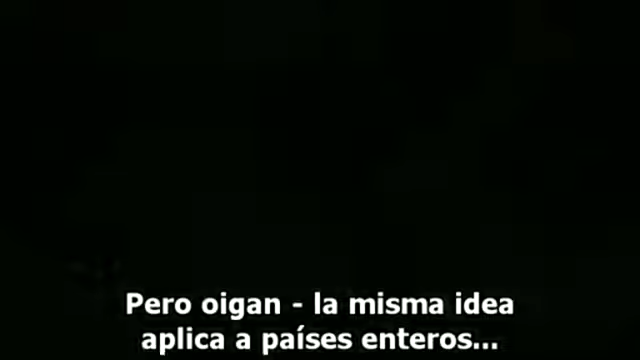 Pero oigan - la misma idea
aplica a países enteros...